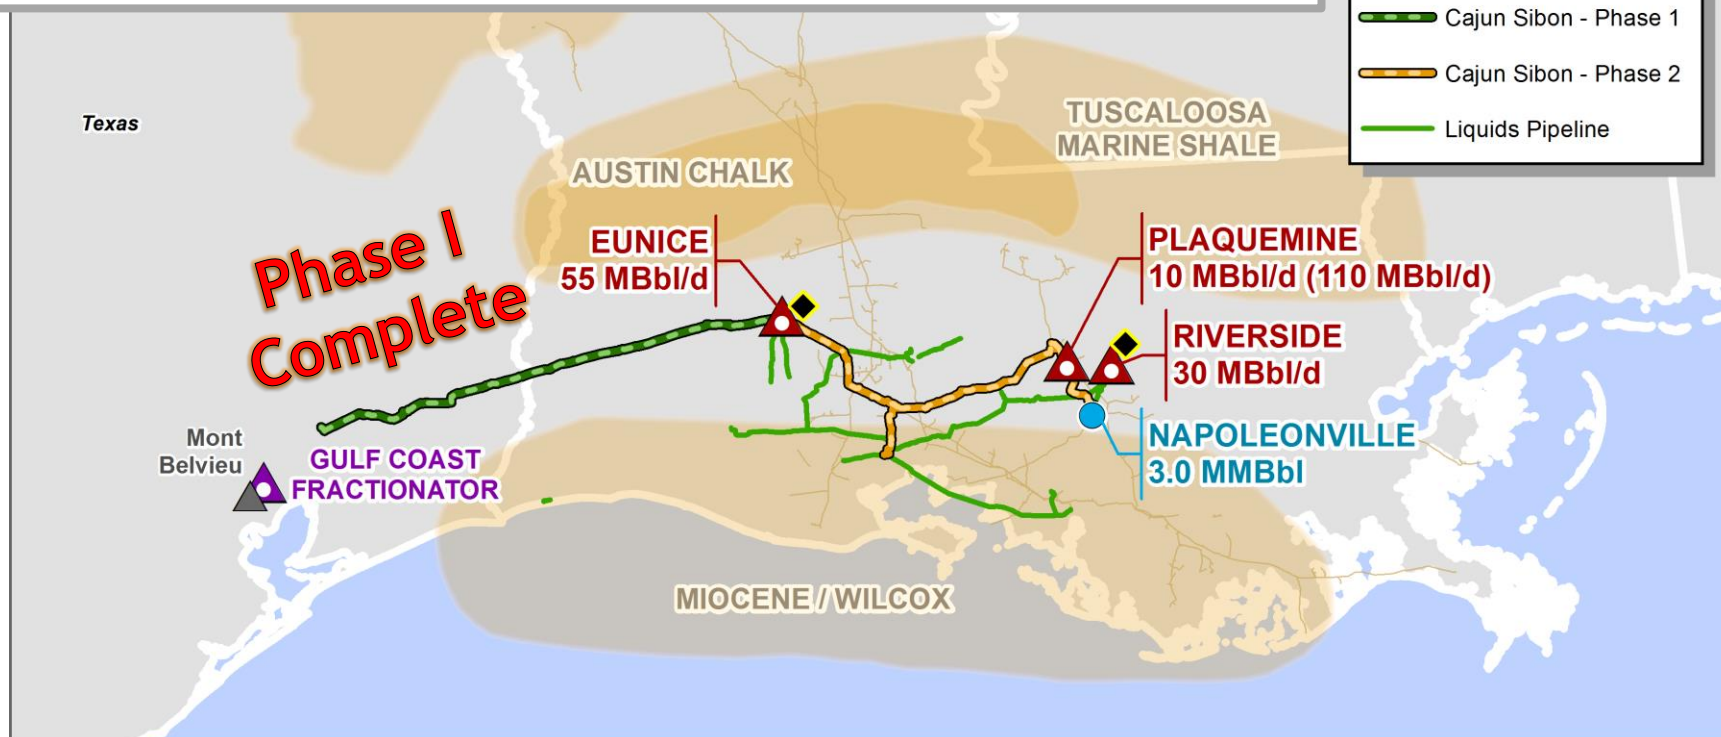 Cajun Sibon - Phase 1
Cajun Sibon - Phase 2
Liquids Pipeline
Texas
TUSCALOOSA
MARINE SHALE
AUSTIN CHALK
Phase I
Complete
EUNICE
55 MBbl/d
PLAQUEMINE
10 MBbl/d (110 MBbl/d)
RIVERSIDE
30 MBbl/d
NAPOLEONVILLE
3.0 MMBbl
Mont
Belvieu
GULF COAST
FRACTIONATOR
MIOCENE / WILCOX